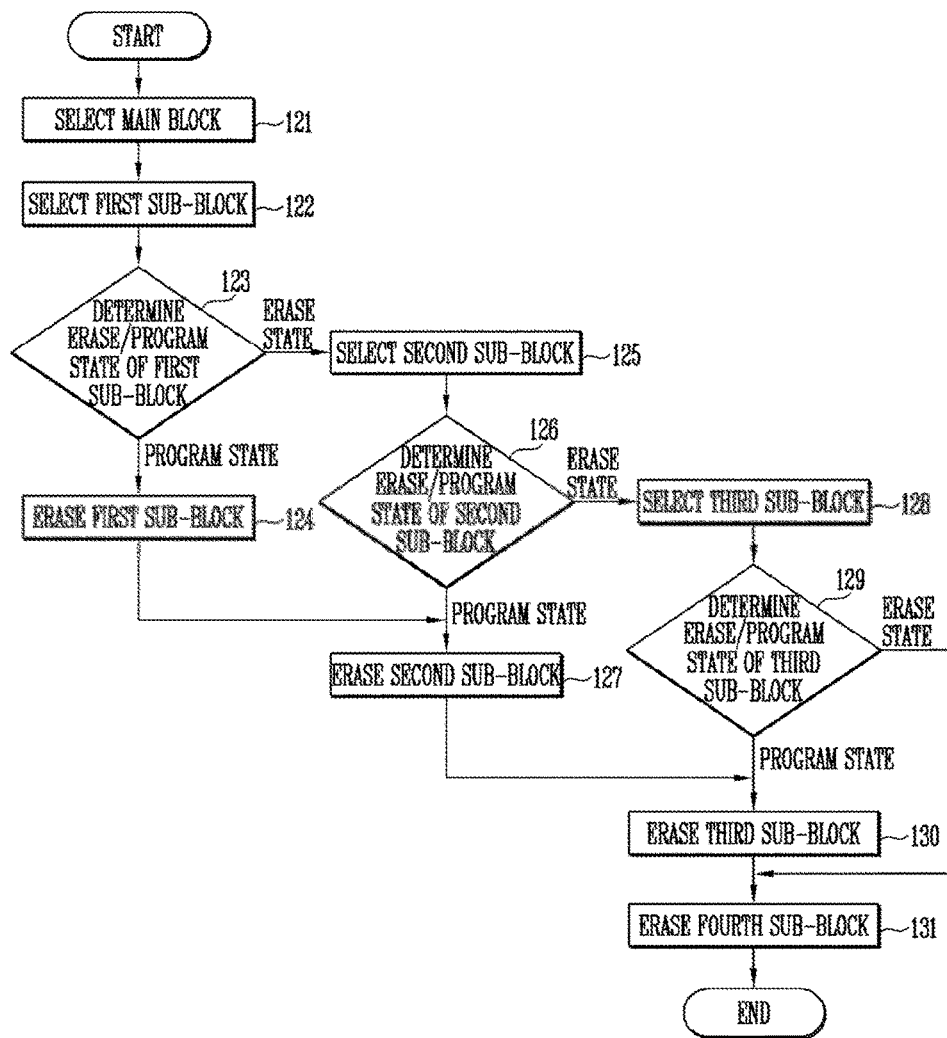 START
SELECT MAIN BLOCK
121
SELECT FIRST SUB-BLOCK
122
123
DETERMINE
ERASE/PROGRAM
STATE OF FIRST
SUB-BLOCK
ERASE
STATE
SELECT SECOND SUB-BLOCK
125
PROGRAM STATE
ERASE FIRST SUB-BLOCK
124
126
DETERMINE
ERASE/PROGRAM
STATE OF SECOND
SUB-BLOCK
ERASE
STATE
SELECT THIRD SUB-BLOCK
128
PROGRAM STATE
ERASE SECOND SUB-BLOCK
127
129
DETERMINE
ERASE/PROGRAM
STATE OF THIRD
SUB-BLOCK
ERASE
STATE
PROGRAM STATE
ERASE THIRD SUB-BLOCK
130
ERASE FOURTH SUB-BLOCK
131
END